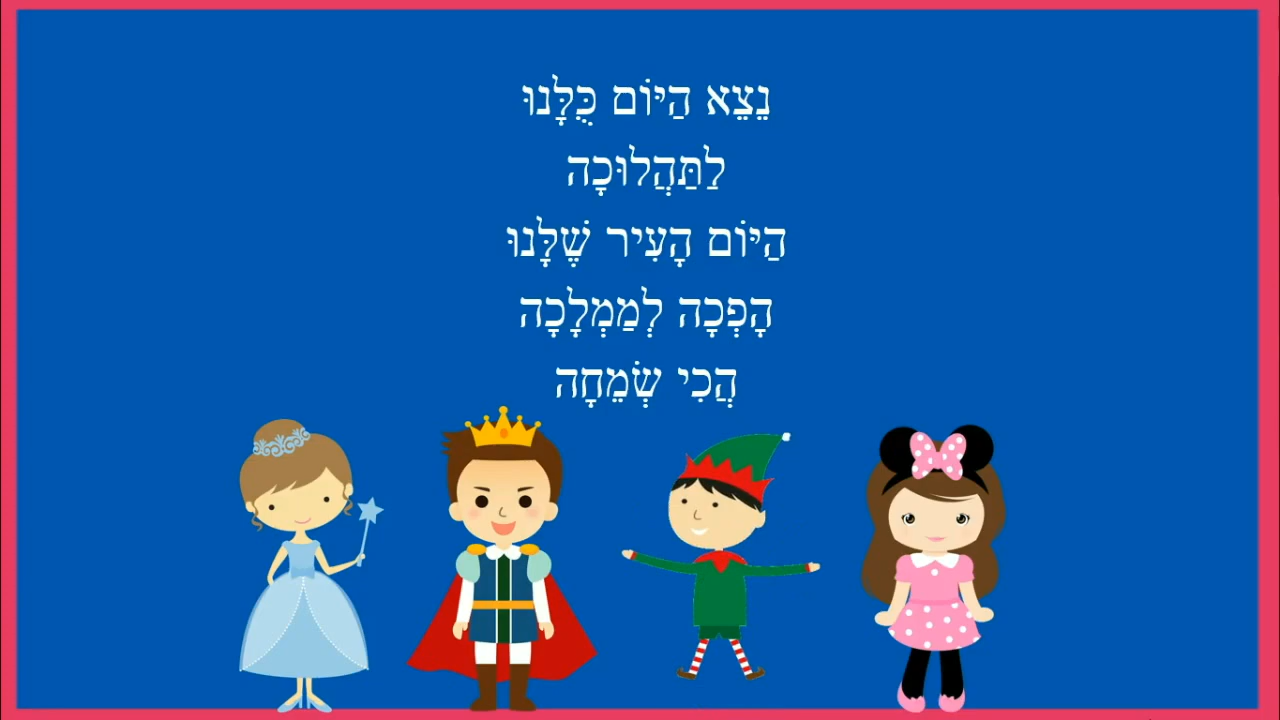 נֵצֵא הַיּוֹם כֻּלָּנוּ
לַתַּהֲלוּכָה
הַיּוֹם הָעִיר שֶׁלָּנוּ
הָפְכָה לְמַמְלָכָה
הֲכִי שְׂמֵחָה